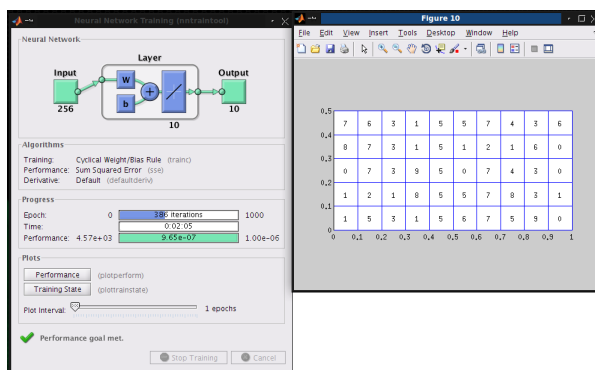 Neural Network Training (nntraintool)
Neural Network
Layer
Input
Output
W
b
256
10
10
Algorithms
Training: Cyclical Weight/Bias Rule (trainc)
Performance: Sum Squared Error (sse)
Derivative: Default (defaultderiv)
Progress
Epoch: 0 386 iterations 1000
Time: 0:02:05
Performance: 4.57e+03 9.65e-07 1.00e-06
Plots
Performance (plotperform)
Training State (plottrainstate)
Plot Interval: 1 epochs
Performance goal met.
Stop Training Cancel
Figure 10
File Edit View Insert Tools Desktop Window Help
0.5
7 6 3 1 5 5 7 4 3 6
0.4
8 7 3 1 5 1 2 1 6 0
0.3
0 7 3 9 5 0 7 4 3 0
0.2
1 2 1 8 5 5 7 8 3 1
0.1
1 5 3 1 5 6 7 5 9 0
0
0 0.1 0.2 0.3 0.4 0.5 0.6 0.7 0.8 0.9 1